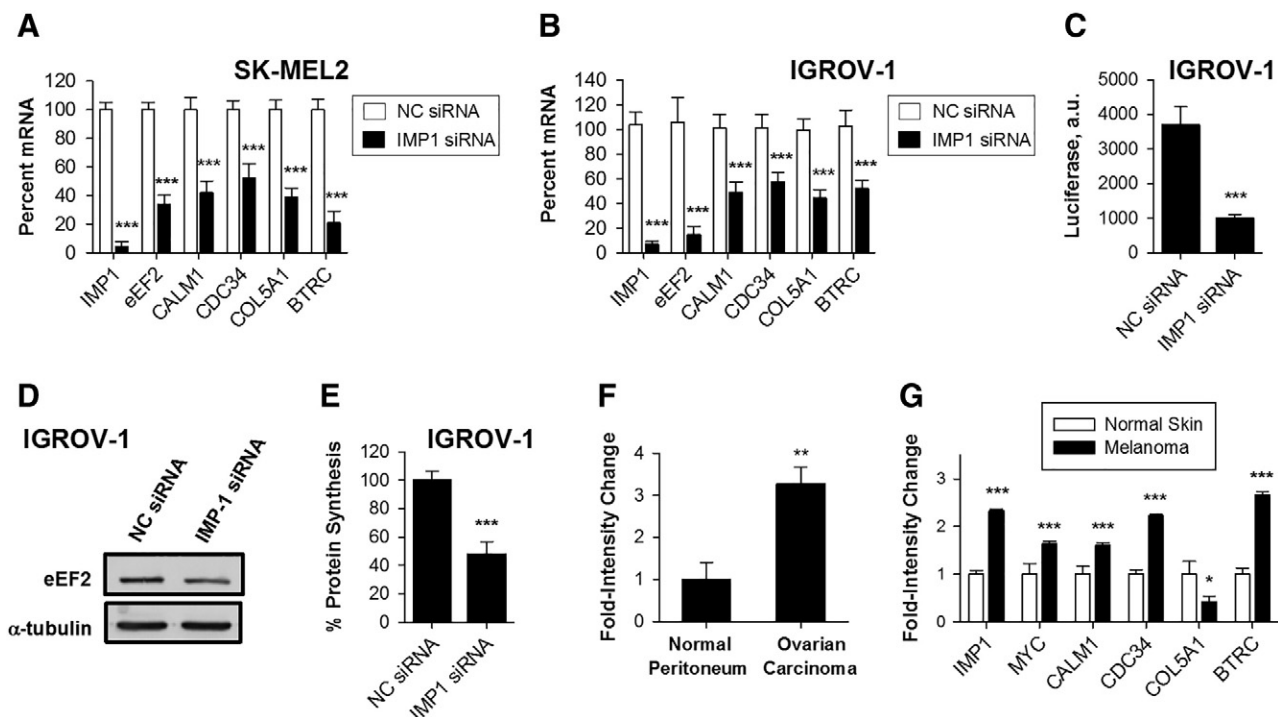 A
SK-MEL2
Percent mRNA
120
100
80
60
40
20
0
NC siRNA
IMP1 siRNA
***
***
***
***
***
***
IMP1
eEF2
CALM1
CDC34
COL5A1
BTRC
B
IGROV-1
Percent mRNA
140
120
100
80
60
40
20
0
NC siRNA
IMP1 siRNA
***
***
***
***
***
***
IMP1
eEF2
CALM1
CDC34
COL5A1
BTRC
C
IGROV-1
Luciferase, a.u.
5000
4000
3000
2000
1000
0
***
NC siRNA
IMP1 siRNA
D
IGROV-1
NC siRNA
IMP-1 siRNA
eEF2
α-tubulin
E
IGROV-1
% Protein Synthesis
120
100
80
60
40
20
0
***
NC siRNA
IMP1 siRNA
F
Fold-Intensity Change
4
3
2
1
0
**
Normal
Peritoneum
Ovarian
Carcinoma
G
Normal Skin
Melanoma
Fold-Intensity Change
3
2
1
0
***
***
***
***
*
***
IMP1
MYC
CALM1
CDC34
COL5A1
BTRC